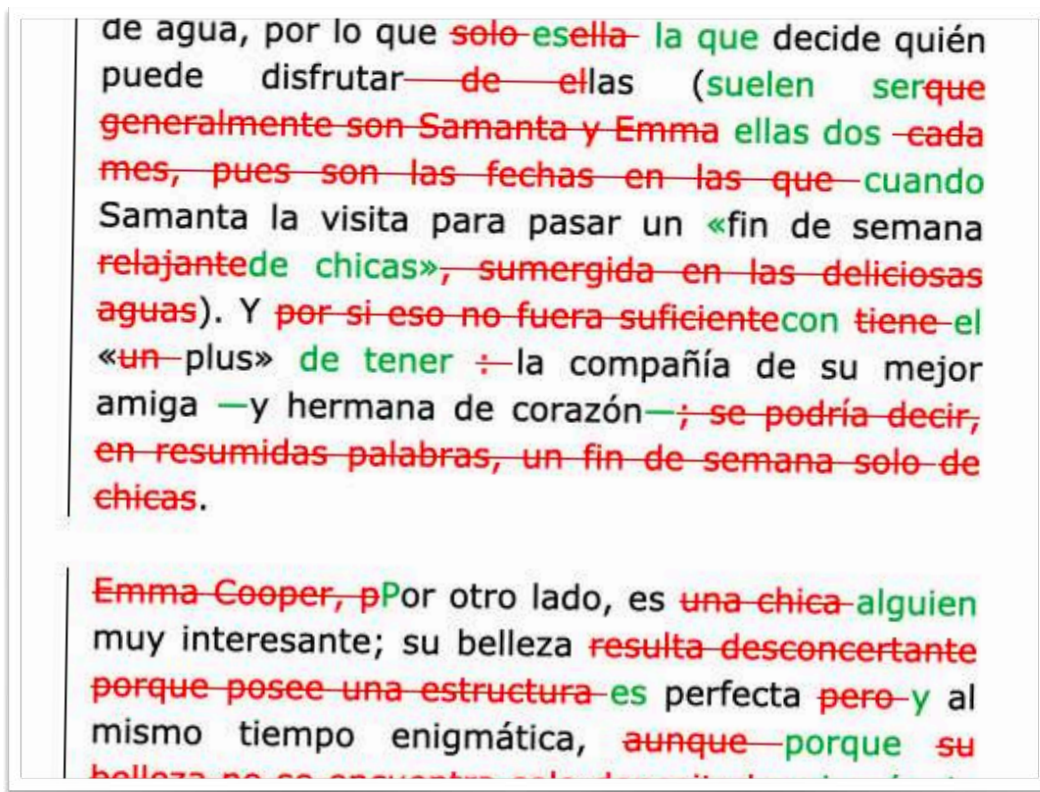 de agua, por lo que solo esella la que decide quién
puede disfrutar de ellas (suelen serque
generalmente son Samanta y Emma ellas dos cada
mes, pues son las fechas en las que cuando
Samanta la visita para pasar un «fin de semana
relajantede chicas», sumergida en las deliciosas
aguas). Y por si eso no fuera suficientecon tiene el
«un plus» de tener : la compañía de su mejor
amiga —y hermana de corazón—; se podría decir,
en resumidas palabras, un fin de semana solo de
chicas.
Emma Cooper, pPor otro lado, es una chica alguien
muy interesante; su belleza resulta desconcertante
porque posee una estructura es perfecta pero y al
mismo tiempo enigmática, aunque porque su
belleza no se encuentra solo